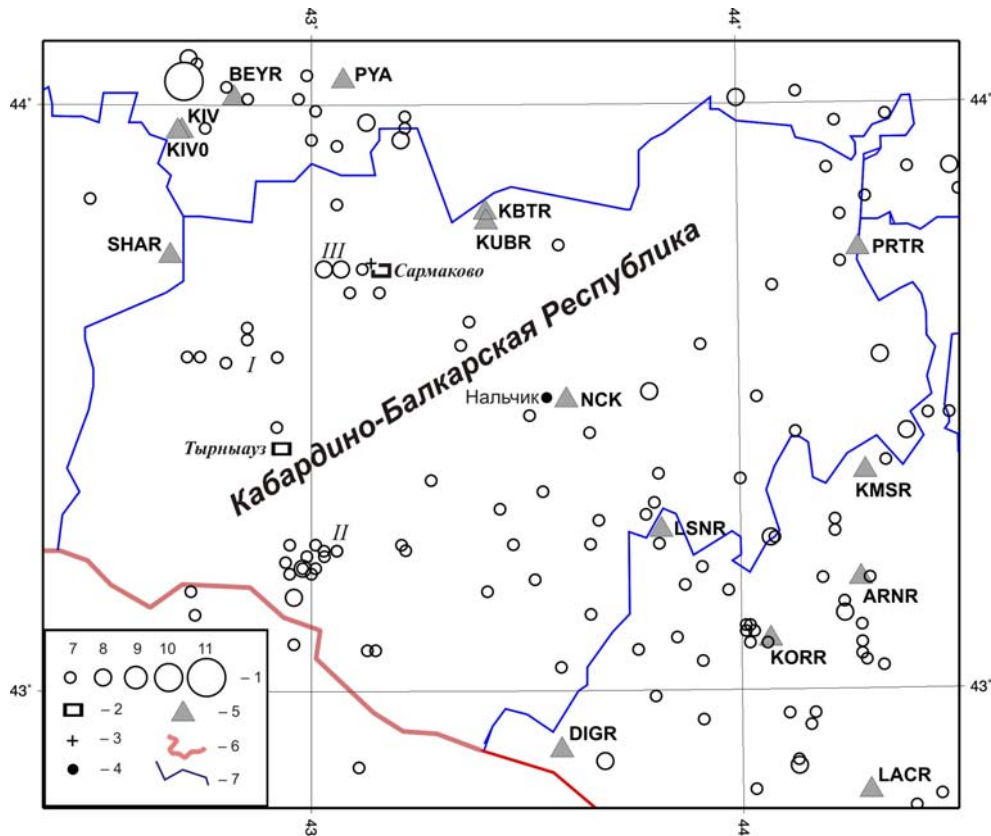 43°
44°
BEYR
PYA
44°
44°
KIV
KIV0
KBTR
KUBR
SHAR
PRTR
III
Сармаково
Кабардино-Балкарская Республика
I
Нальчик
NCK
Тырныауз
KMSR
II
LSNR
ARNR
KORR
43°
43°
7 8 9 10 11
– 1
– 2
– 5
– 3
– 6
– 4
– 7
DIGR
LACR
43°
44°